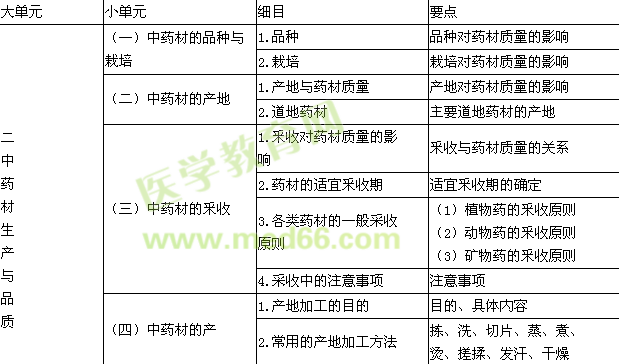 大单元 小单元 细目 要点
二
中
药
材
生
产
与
品
质
（一）中药材的品种与
栽培
1.品种 品种对药材质量的影响
2.栽培 栽培对药材质量的影响
（二）中药材的产地
1.产地与药材质量 产地对药材质量的影响
2.道地药材 主要道地药材的产地
（三）中药材的采收
1.采收对药材质量的影
响
采收与药材质量的关系
2.药材的适宜采收期 适宜采收期的确定
3.各类药材的一般采收
原则
（1）植物药的采收原则
（2）动物药的采收原则
（3）矿物药的采收原则
4.采收中的注意事项 注意事项
（四）中药材的产
1.产地加工的目的 目的、具体内容
2.常用的产地加工方法
拣、洗、切片、蒸、煮、
烫、搓揉、发汗、干燥
医学教育网
www.med66.com